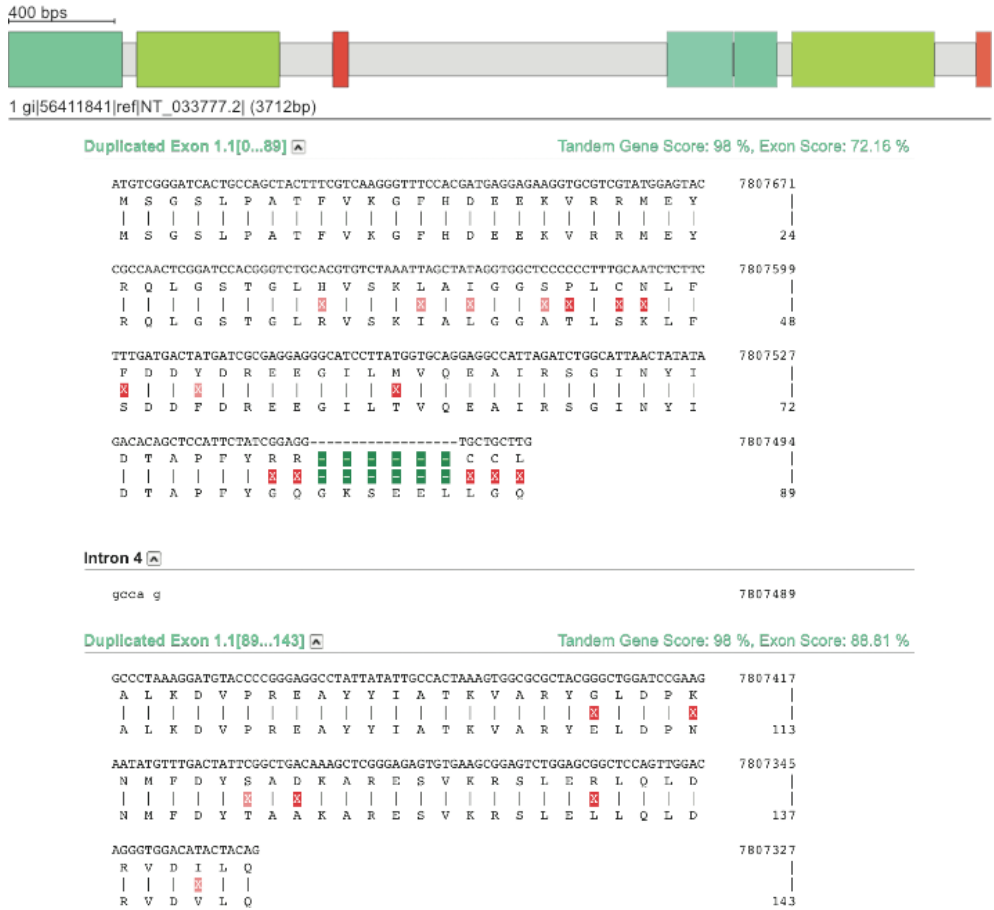 400 bps
1 gi|56411841|ref|NT_033777.2| (3712bp)
Duplicated Exon 1.1[0...89]
Tandem Gene Score: 98 %, Exon Score: 72.16 %
ATGTCGGGATCACTGCCAGCTACTTTCGTCAAGGGTTTCCACGATGAGGAGAAGGTGCGTCGTATGGAGTAC 7807671
M S G S L P A T F V K G F H D E E K V R R M E Y |
| | | | | | | | | | | | | | | | | | | | | | | |
M S G S L P A T F V K G F H D E E K V R R M E Y 24
CGCCAACTCGGATCCACGGGTCTGCACGTGTCTAAATTAGCTATAGGTGGCTCCCCCCTTTGCAATCTCTTC 7807599
R Q L G S T G L H V S K L A I G G S P L C N L F |
| | | | | | | | X | | | X | X | | X X | X X | |
R Q L G S T G L R V S K I A L G G A T L S K L F 48
TTTGATGACTATGATCGCGAGGAGGGCATCCTTATGGTGCAGGAGGCCATTAGATCTGGCATTAACTATATA 7807527
F D D Y D R E E G I L M V Q E A I R S G I N Y I |
X | | X | | | | | | | X | | | | | | | | | | | |
S D D F D R E E G I L T V Q E A I R S G I N Y I 72
GACACAGCTCCATTCTATCGGAGG------------------TGCTGCTTG 7807494
D T A P F Y R R - - - - - - C C L |
| | | | | | X X - - - - - - X X X
D T A P F Y G Q G K S E E L L G Q 89
Intron 4
gcca g 7807489
Duplicated Exon 1.1[89...143]
Tandem Gene Score: 98 %, Exon Score: 88.81 %
GCCCTAAAGGATGTACCCCGGGAGGCCTATTATATTGCCACTAAAGTGGCGCGCTACGGGCTGGATCCGAAG 7807417
A L K D V P R E A Y Y I A T K V A R Y G L D P K |
| | | | | | | | | | | | | | | | | | | X | | | X
A L K D V P R E A Y Y I A T K V A R Y E L D P N 113
AATATGTTTGACTATTCGGCTGACAAAGCTCGGGAGAGTGTGAAGCGGAGTCTGGAGCGGCTCCAGTTGGAC 7807345
N M F D Y S A D K A R E S V K R S L E R L Q L D |
| | | | | X | X | | | | | | | | | | | X | | | |
N M F D Y T A A K A R E S V K R S L E L L Q L D 137
AGGGTGGACATACTACAG 7807327
R V D I L Q |
| | | X | |
R V D V L Q 143